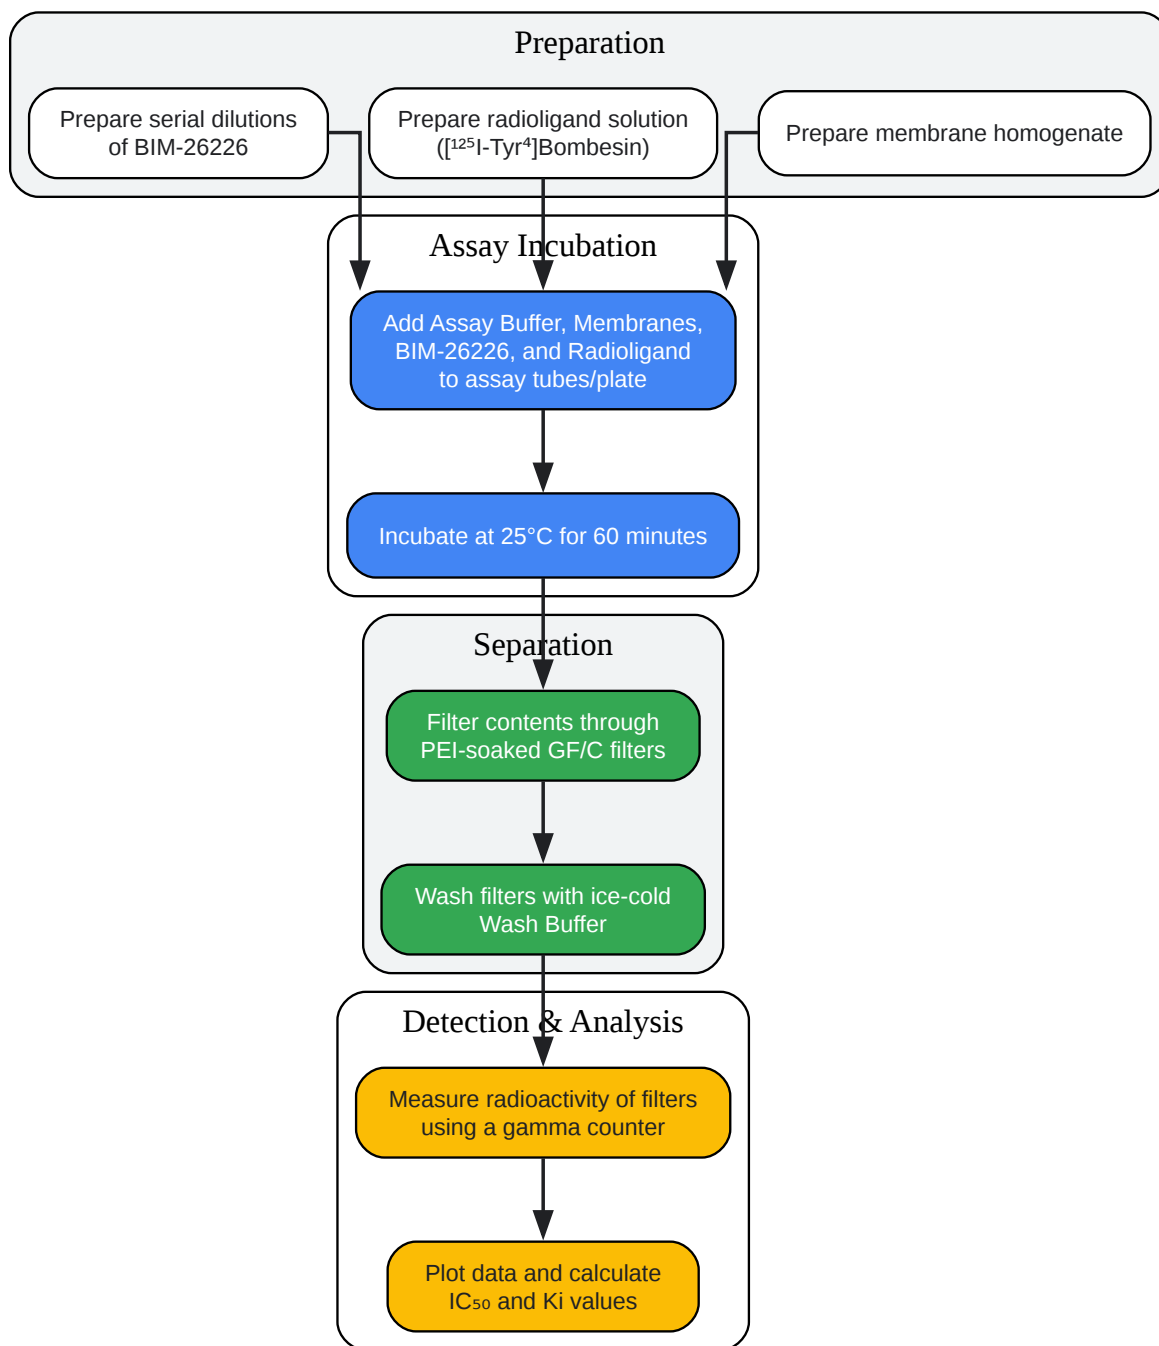 Preparation
Prepare serial dilutions
of BIM-26226
Prepare radioligand solution
([¹²⁵I-Tyr⁴]Bombesin)
Prepare membrane homogenate
Assay Incubation
Add Assay Buffer, Membranes,
BIM-26226, and Radioligand
to assay tubes/plate
Incubate at 25°C for 60 minutes
Separation
Filter contents through
PEI-soaked GF/C filters
Wash filters with ice-cold
Wash Buffer
Detection & Analysis
Measure radioactivity of filters
using a gamma counter
Plot data and calculate
IC₅₀ and Ki values